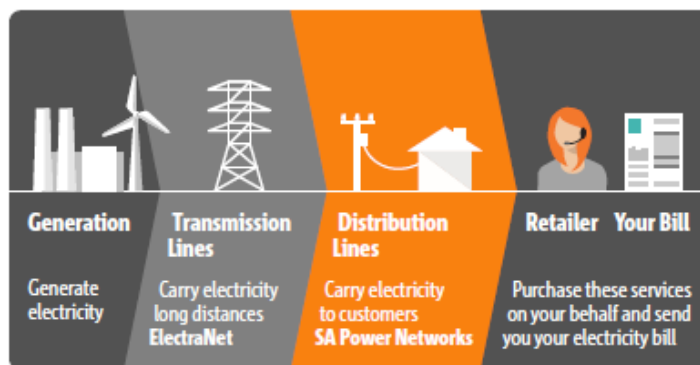 Generation
Generate
electricity
Transmission
Lines
Carry electricity
long distances
ElectraNet
Distribution
Lines
Carry electricity
to customers
SA Power Networks
Retailer Your Bill
Purchase these services
on your behalf and send
you your electricity bill